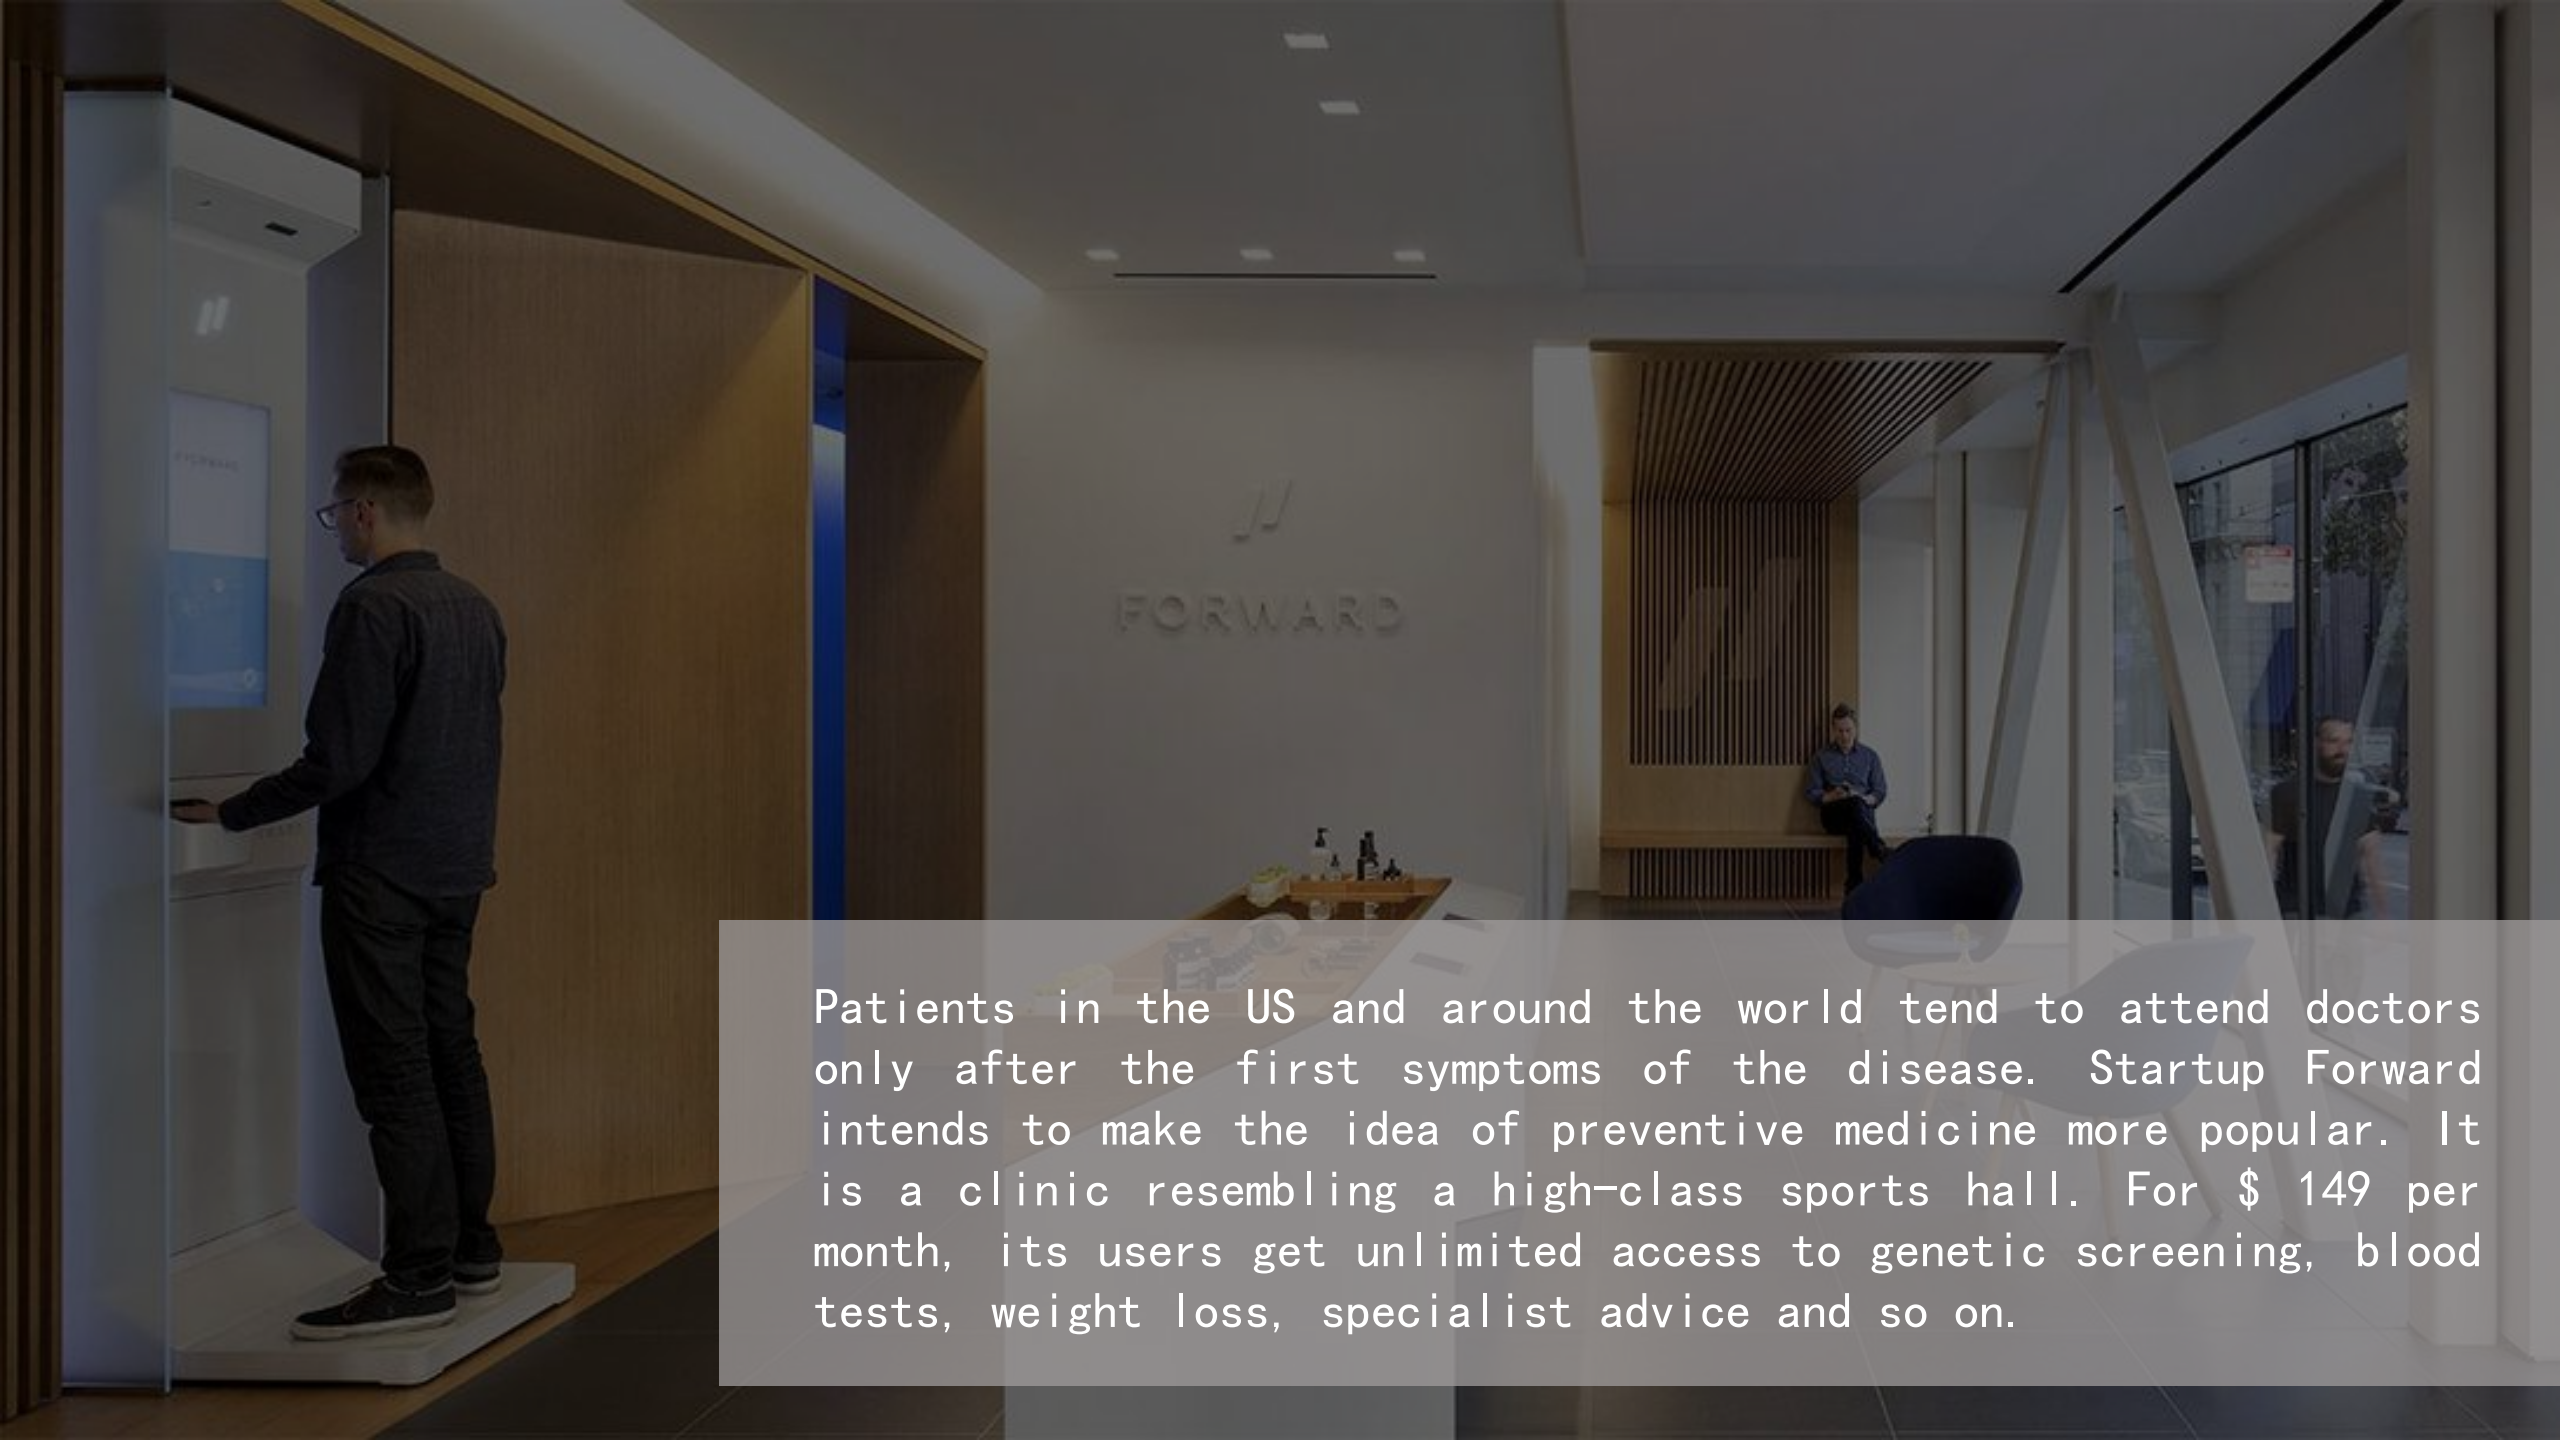 FORWARD
Patients in the US and around the world tend to attend doctors
only after the first symptoms of the disease. Startup Forward
intends to make the idea of preventive medicine more popular. It
is a clinic resembling a high-class sports hall. For $ 149 per
month, its users get unlimited access to genetic screening, blood
tests, weight loss, specialist advice and so on.